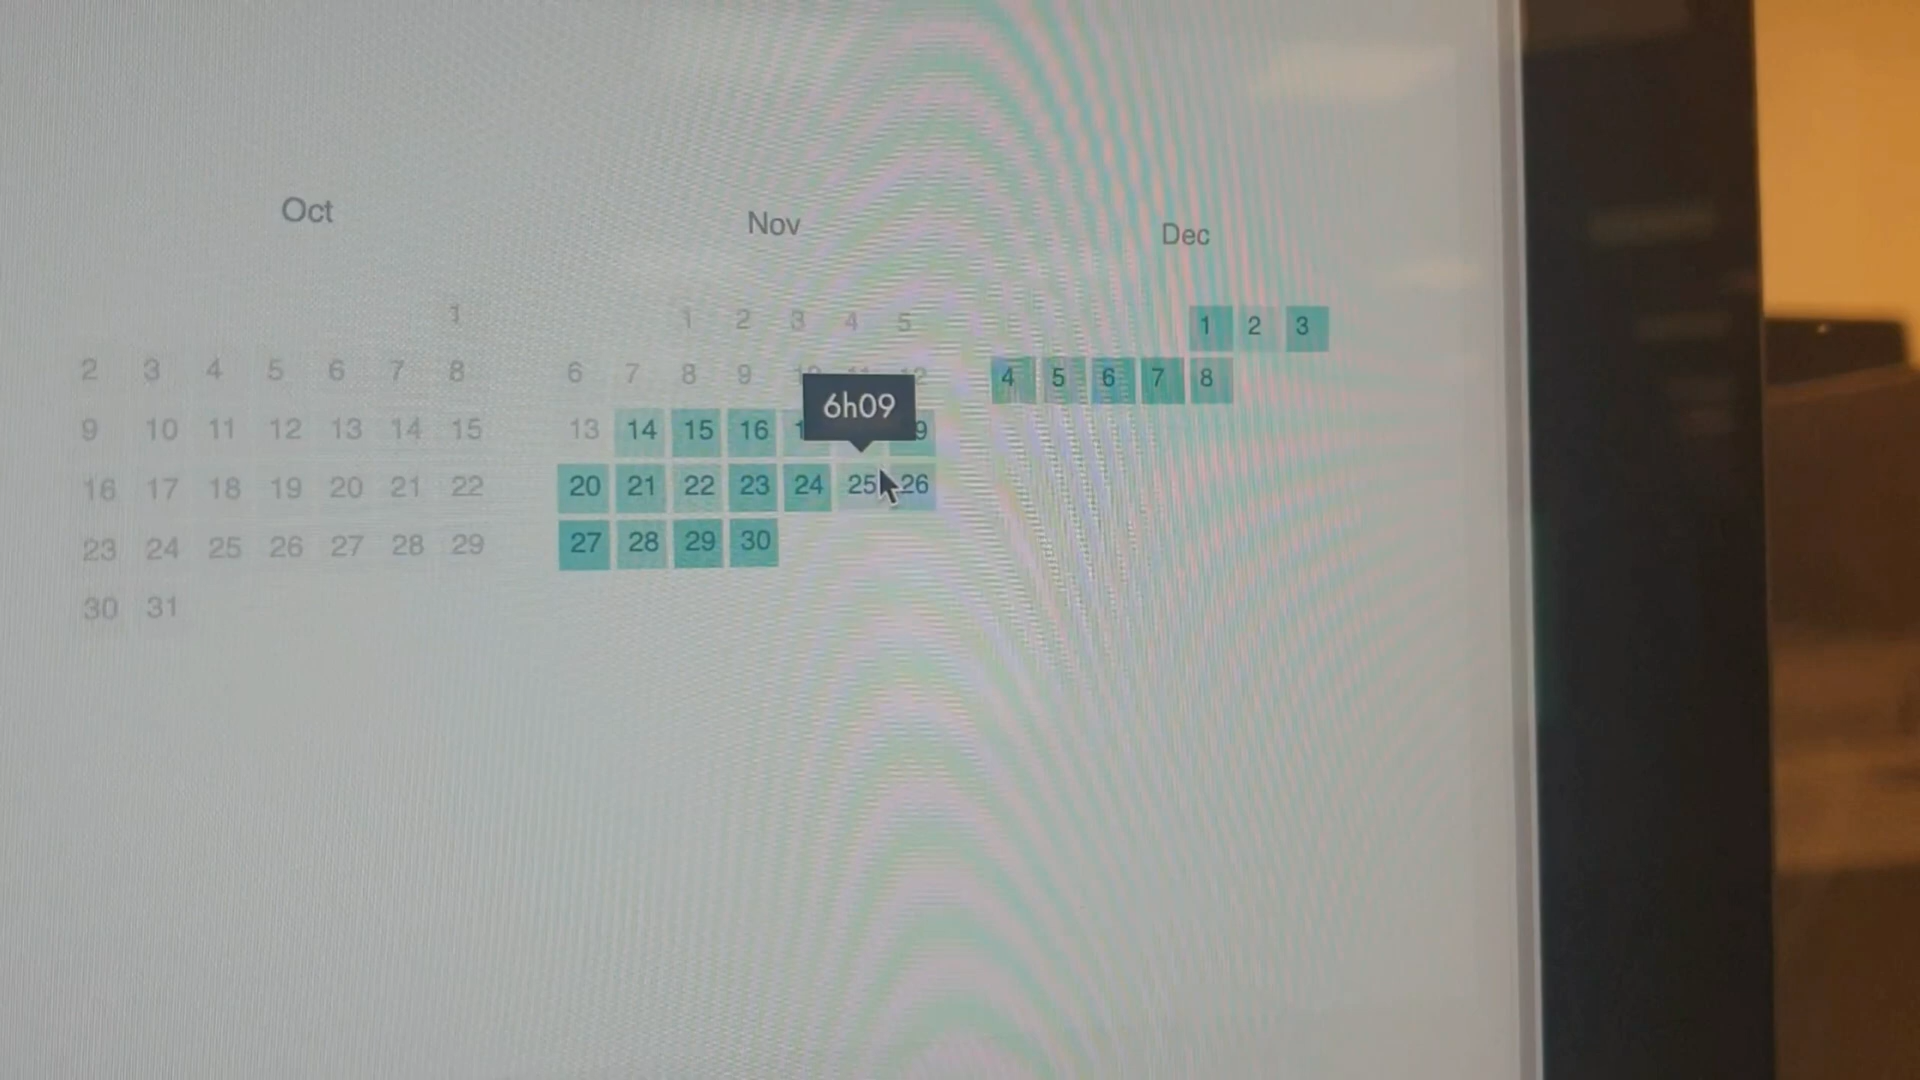 Oct
1
2 3 4 5 6 7 8
9 10 11 12 13 14 15
16 17 18 19 20 21 22
23 24 25 26 27 28 29
30 31
Nov
1 2 3 4 5
6 7 8 9
6h09
13 14 15 16
20 21 22 23 24 25 26
27 28 29 30
Dec
1 2 3
4 5 6 7 8